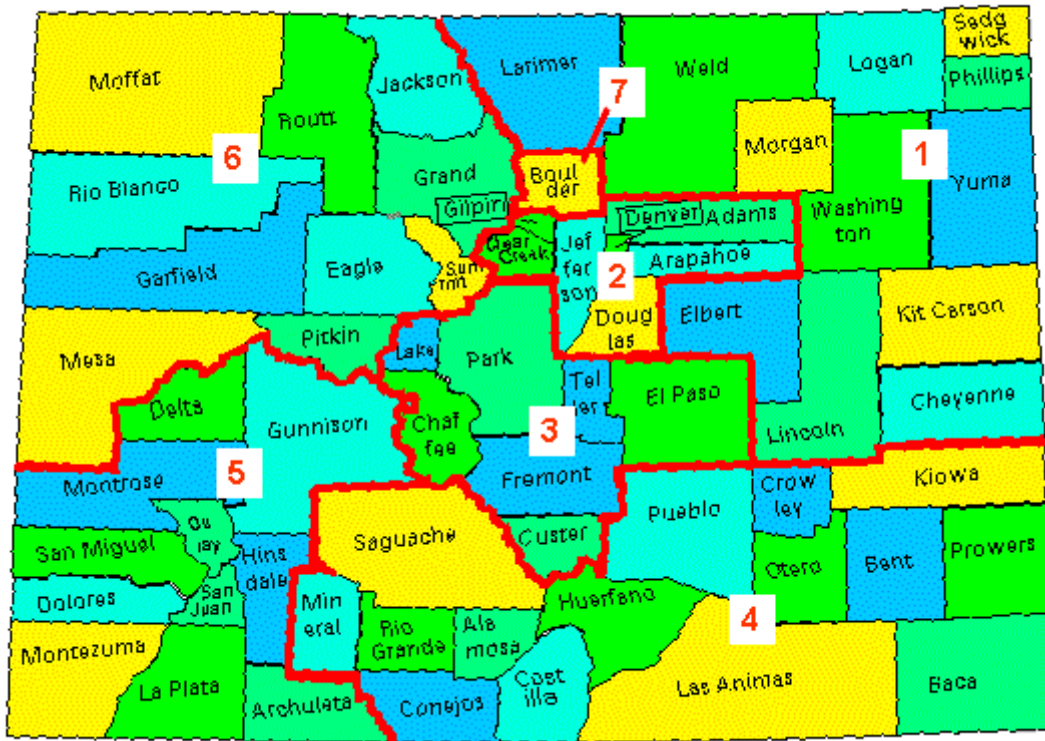 Moffat
Routt
Jackson
Larimer
Weld
Logan
Sedg
wick
Phillips
7
6
Rio Blanco
Grand
Gilpin
Boul
der
Morgan
1
Washing
ton
Yuma
Garfield
Eagle
Sum
mit
Clear
Creek
Jef
fer
son
Denver
Adams
Arapahoe
2
Doug
las
Elbert
Kit Carson
Mesa
Pitkin
Lake
Park
Tel
ler
El Paso
Lincoln
Cheyenne
Delta
Gunnison
Chaf
fee
3
5
Montrose
Fremont
Pueblo
Crow
ley
Kiowa
Ou
ray
San Miguel
Hins
dale
Saguache
Custer
Otero
Bent
Prowers
Dolores
San
Juan
Min
eral
Rio
Grande
Ala
mosa
Huerfano
4
Montezuma
La Plata
Archuleta
Conejos
Cost
illa
Las Animas
Baca